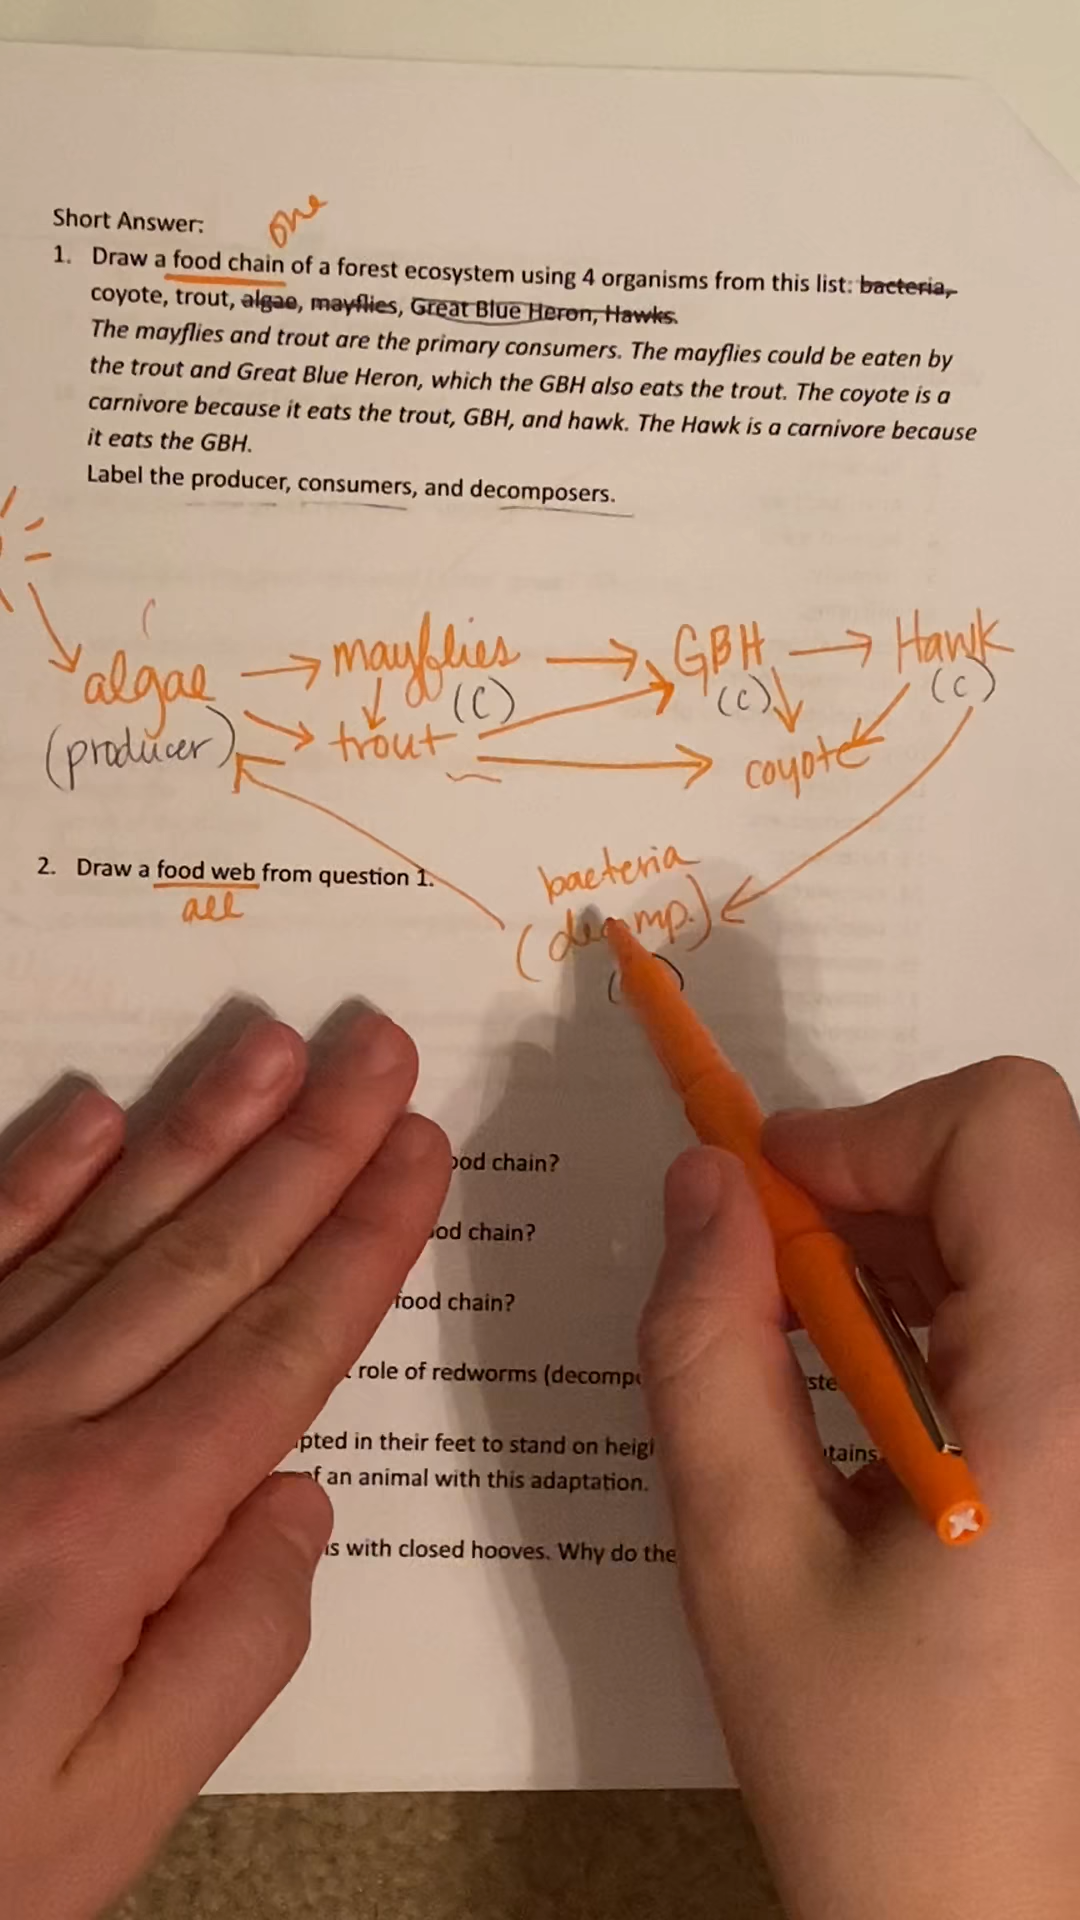 one
Short Answer:
1. Draw a food chain of a forest ecosystem using 4 organisms from this list: bacteria,
coyote, trout, algae, mayflies, Great Blue Heron, Hawks.
The mayflies and trout are the primary consumers. The mayflies could be eaten by
the trout and Great Blue Heron, which the GBH also eats the trout. The coyote is a
carnivore because it eats the trout, GBH, and hawk. The Hawk is a carnivore because
it eats the GBH.
Label the producer, consumers, and decomposers.
algae → mayflies → GBH → Hawk
(producer) (C) (C) (C)
trout → coyote
2. Draw a food web from question 1.
all
bacteria
(decomp.)
ood chain?
od chain?
food chain?
role of redworms (decomp
pted in their feet to stand on heig tains
of an animal with this adaptation.
is with closed hooves. Why do the